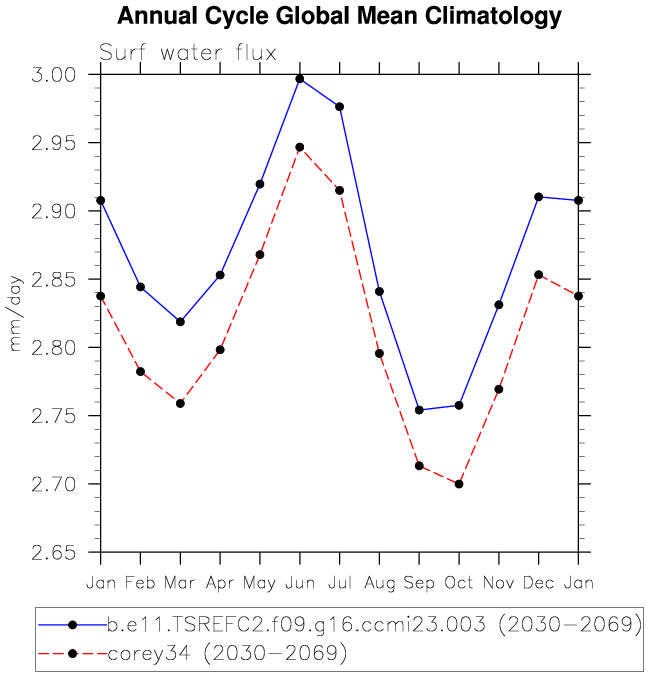 Annual Cycle Global Mean Climatology
Surf water flux
3.00
2.95
2.90
2.85
2.80
2.75
2.70
2.65
mm/day
Jan Feb Mar Apr May Jun Jul Aug Sep Oct Nov Dec Jan
b.e11.TSREFC2.f09.g16.ccmi23.003 (2030-2069)
corey34 (2030-2069)